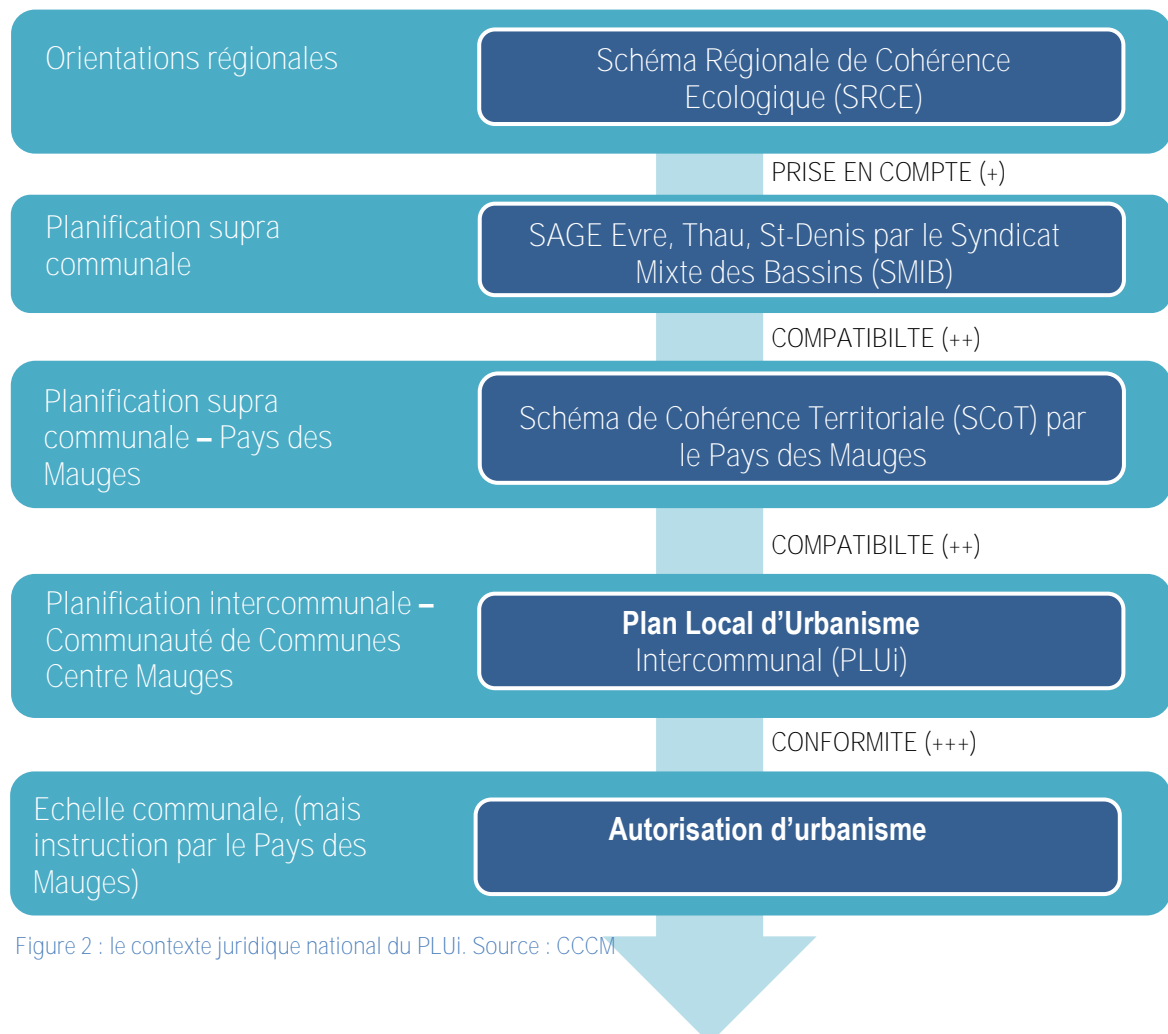 Orientations régionales
Schéma Régionale de Cohérence
Ecologique (SRCE)
PRISE EN COMPTE (+)
Planification supra
communale
SAGE Evre, Thau, St-Denis par le Syndicat
Mixte des Bassins (SMIB)
COMPATIBILTE (++)
Planification supra
communale – Pays des
Mauges
Schéma de Cohérence Territoriale (SCoT) par
le Pays des Mauges
COMPATIBILTE (++)
Planification intercommunale –
Communauté de Communes
Centre Mauges
Plan Local d’Urbanisme
Intercommunal (PLUi)
CONFORMITE (+++)
Echelle communale, (mais
instruction par le Pays des
Mauges)
Autorisation d’urbanisme
Figure 2 : le contexte juridique national du PLUi. Source : CCCM